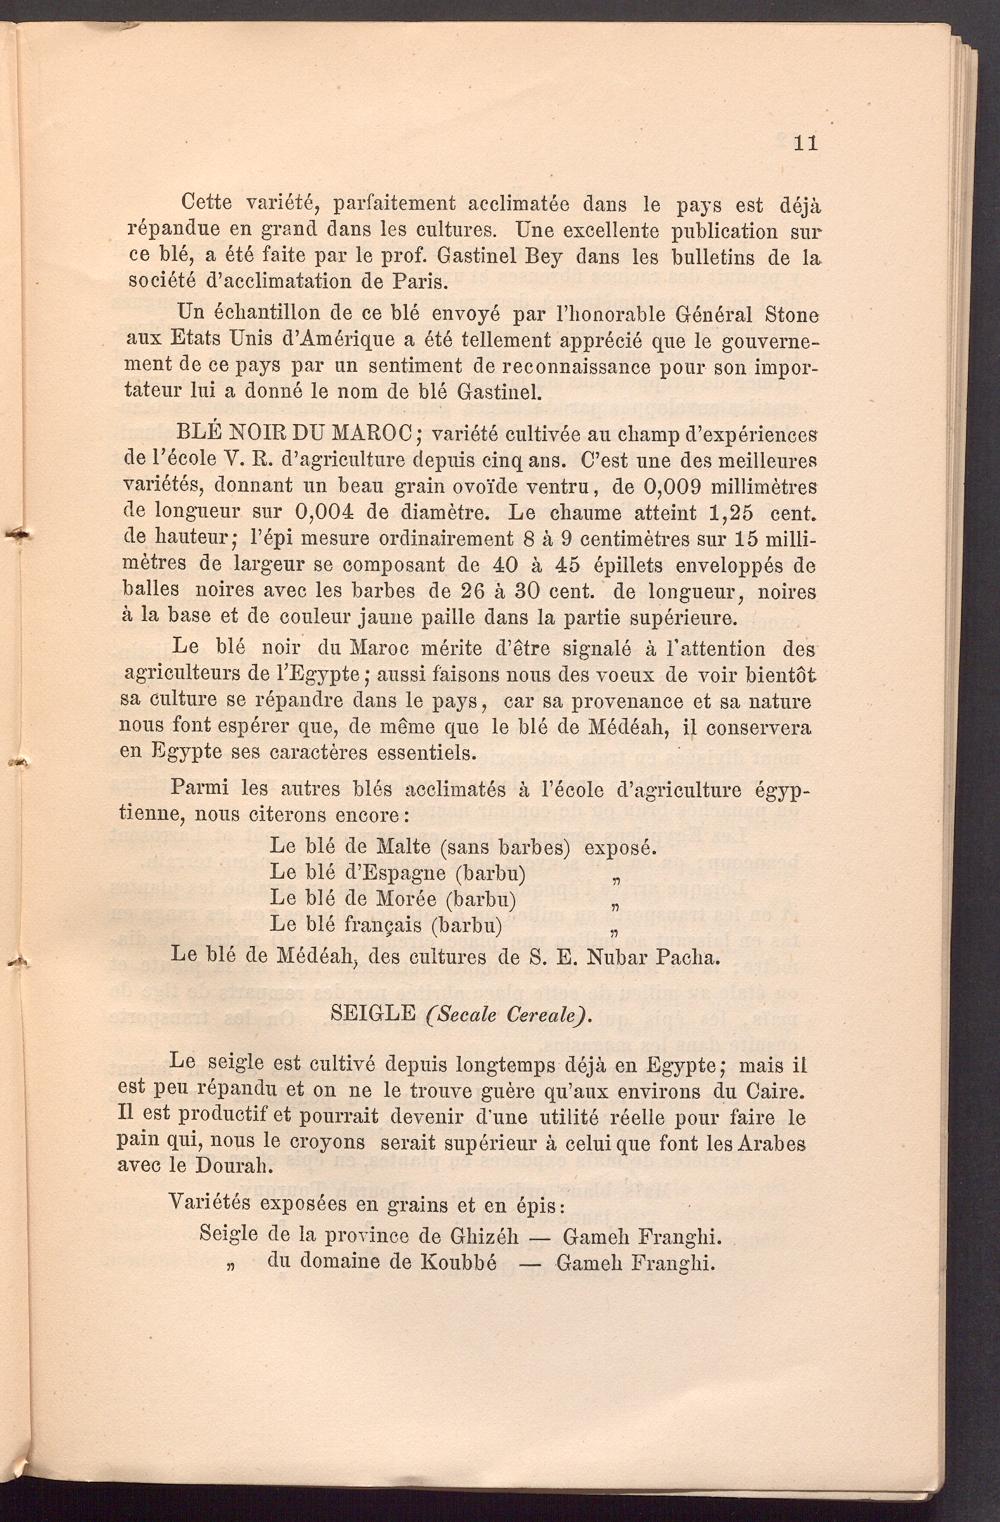 11
Cette variété, parfaitement acclimatée dans le pays est déjà
répandue en grand dans les cultures. Une excellente publication sur
ce blé, a été faite par le prof. Gastinel Bey dans les bulletins de la
société d'acclimatation de Paris.
Un échantillon de ce blé envoyé par l'honorable Général Stone
aux Etats Unis d'Amérique a été tellement apprécié que le gouverne-
ment de ce pays par un sentiment de reconnaissance pour son impor-
tateur lui a donné le nom de blé Gastinel.
BLÉ NOIR DU MAROC; variété cultivée au champ d'expériences
de l'école V. R. d'agriculture depuis cinq ans. C'est une des meilleures
variétés, donnant un beau grain ovoïde ventru, de 0,009 millimètres
de longueur sur 0,004 de diamètre. Le chaume atteint 1,25 cent.
de hauteur; l'épi mesure ordinairement 8 à 9 centimètres sur 15 milli-
mètres de largeur se composant de 40 à 45 épillets enveloppés de
balles noires avec les barbes de 26 à 30 cent. de longueur, noires
à la base et de couleur jaune paille dans la partie supérieure.
Le blé noir du Maroc mérite d'être signalé à l'attention des
agriculteurs de l'Egypte; aussi faisons nous des voeux de voir bientôt
sa culture se répandre dans le pays, car sa provenance et sa nature
nous font espérer que, de même que le blé de Médéah, il conservera
en Egypte ses caractères essentiels.
Parmi les autres blés acclimatés à l'école d'agriculture égyp-
tienne, nous citerons encore:
Le blé de Malte (sans barbes) exposé.
Le blé d'Espagne (barbu) „
Le blé de Morée (barbu) „
Le blé français (barbu) „
Le blé de Médéah, des cultures de S. E. Nubar Pacha.
SEIGLE (Secale Cereale).
Le seigle est cultivé depuis longtemps déjà en Egypte; mais il
est peu répandu et on ne le trouve guère qu'aux environs du Caire.
Il est productif et pourrait devenir d'une utilité réelle pour faire le
pain qui, nous le croyons serait supérieur à celui que font les Arabes
avec le Dourah.
Variétés exposées en grains et en épis:
Seigle de la province de Ghizéh — Gameh Franghi.
„ du domaine de Koubbé — Gameh Franghi.